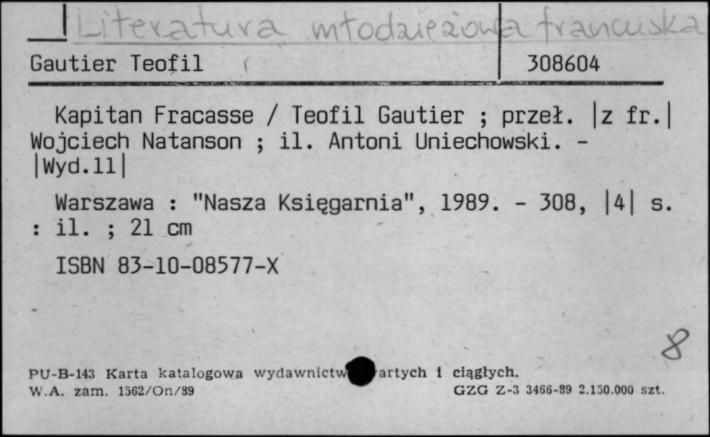 Literatura młodzieżowa francuska
Gautier Teofil 308604
Kapitan Fracasse / Teofil Gautier ; przeł. |z fr.|
Wojciech Natanson ; il. Antoni Uniechowski. -
|Wyd.11|
Warszawa : "Nasza Księgarnia", 1989. - 308, |4| s.
: il. ; 21 cm
ISBN 83-10-08577-X
8
PU-B-143 Karta katalogowa wydawnictw artych i ciągłych.
W.A. zam. 1562/On/89 GZG Z-3 3466-89 2.150.000 szt.